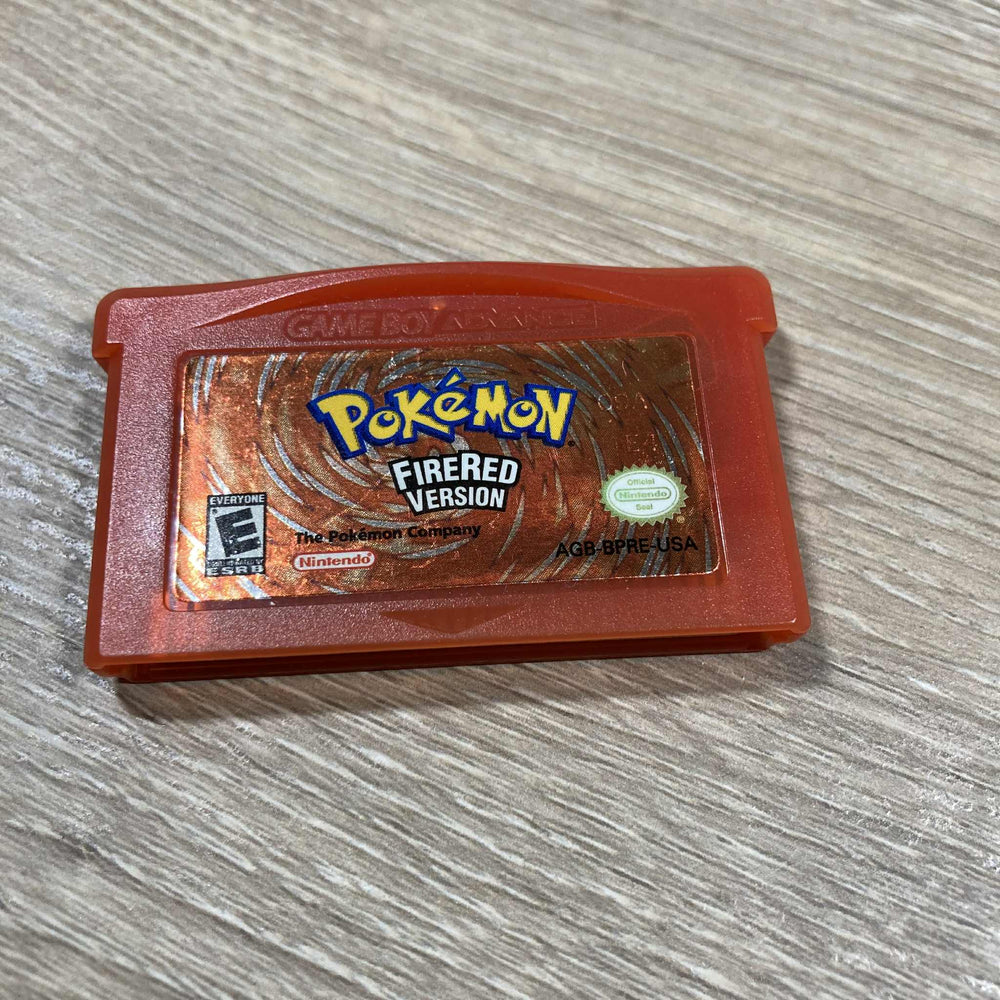 GAME BOY ADVANCE
POKéMON
FIRERED
VERSION
EVERYONE
E
ESRB
The Pokémon Company
Nintendo
Official
Nintendo
Seal
AGB-BPRE-USA